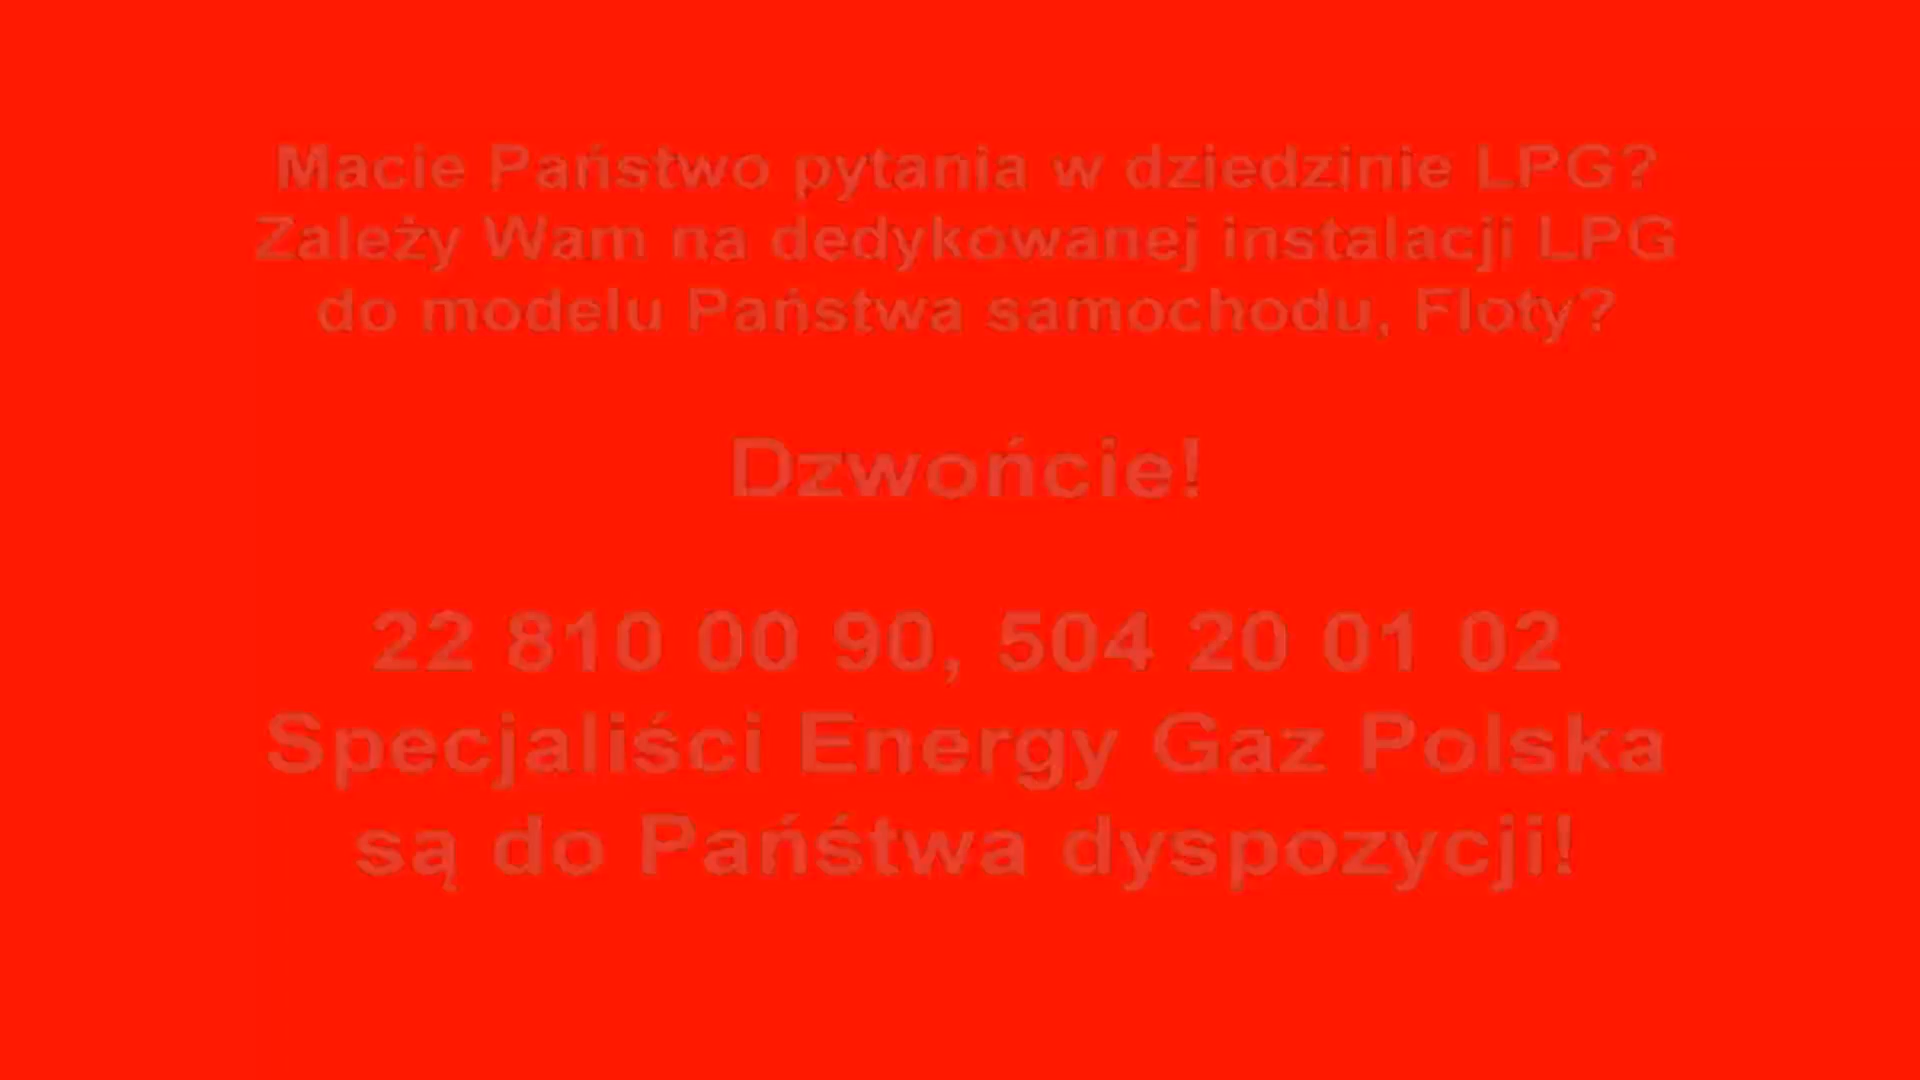 Macie Państwo pytania w dziedzinie LPG?
Zależy Wam na dedykowanej instalacji LPG
do modelu Państwa samochodu, Floty?
Dzwońcie!
22 810 00 90, 504 20 01 02
Specjaliści Energy Gaz Polska
są do Pańśtwa dyspozycji!